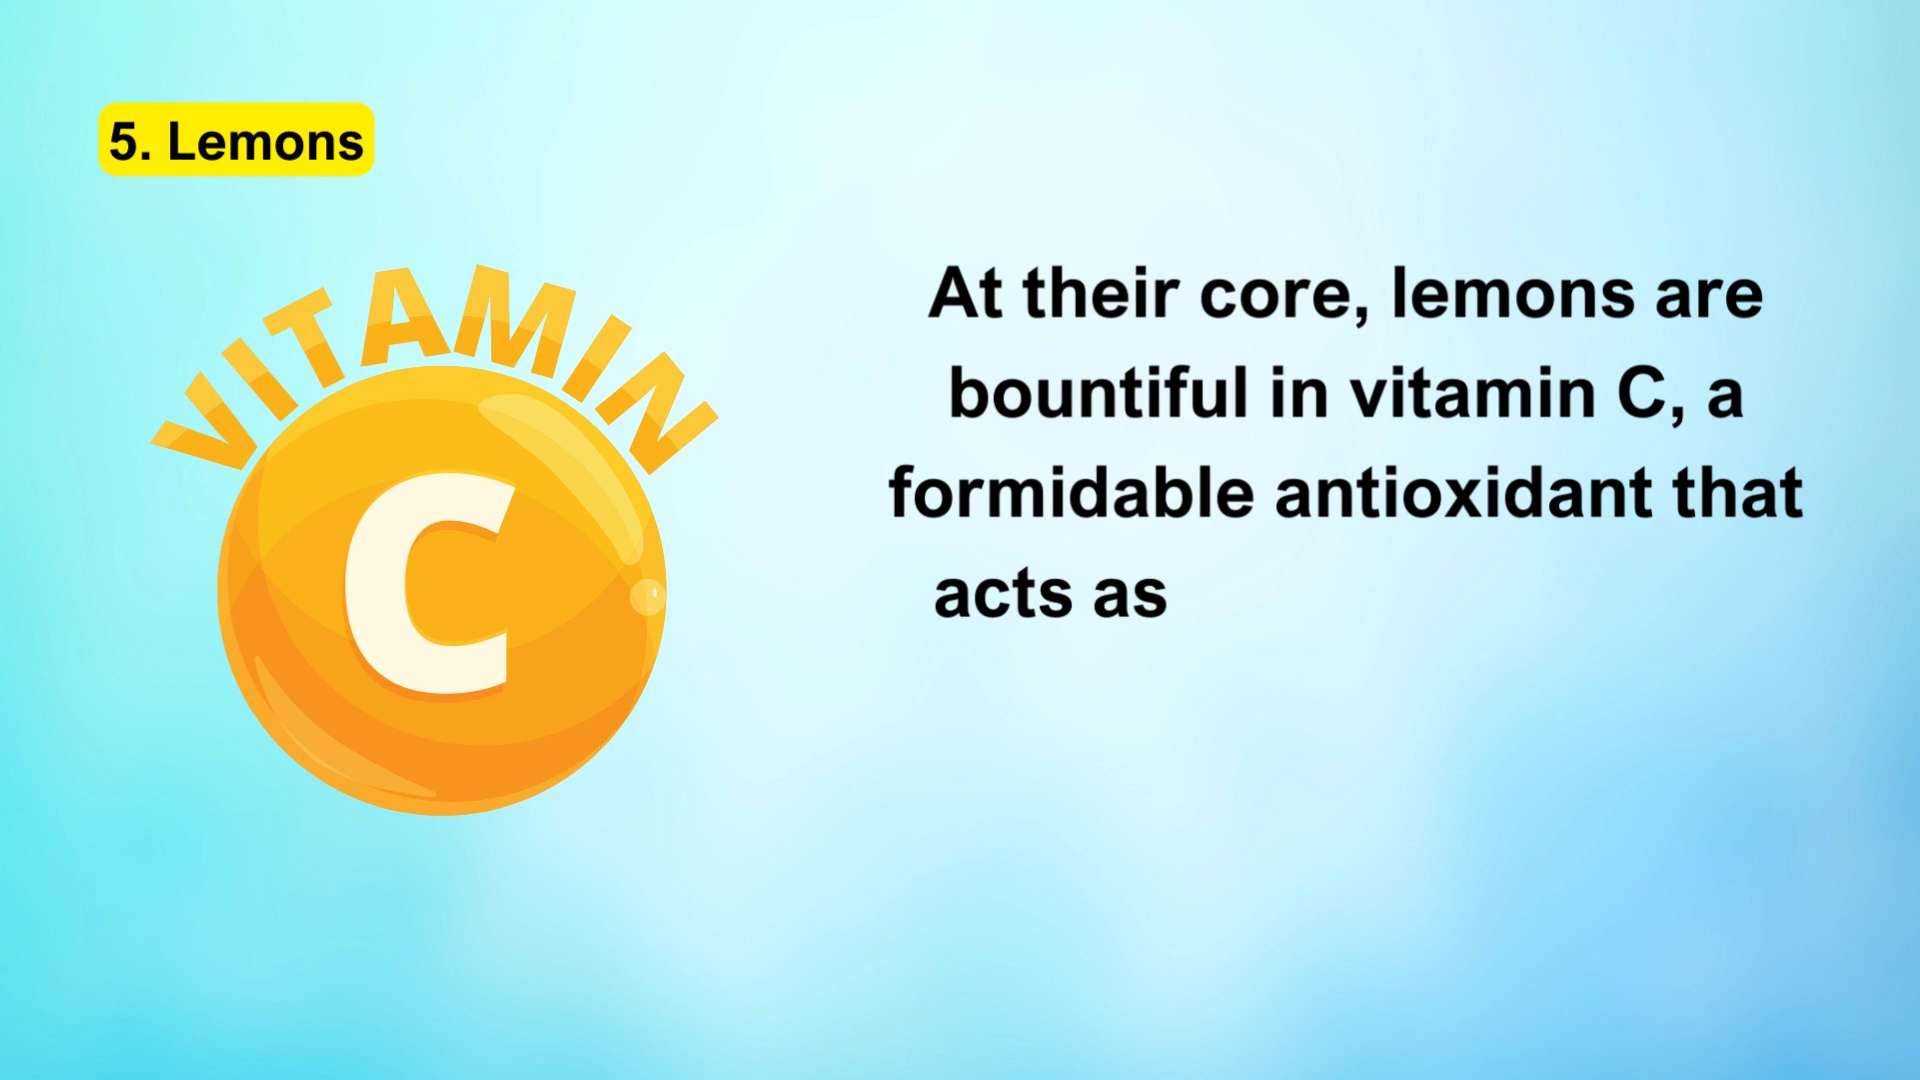 5. Lemons
VITAMIN
C
At their core, lemons are
bountiful in vitamin C, a
formidable antioxidant that
acts as